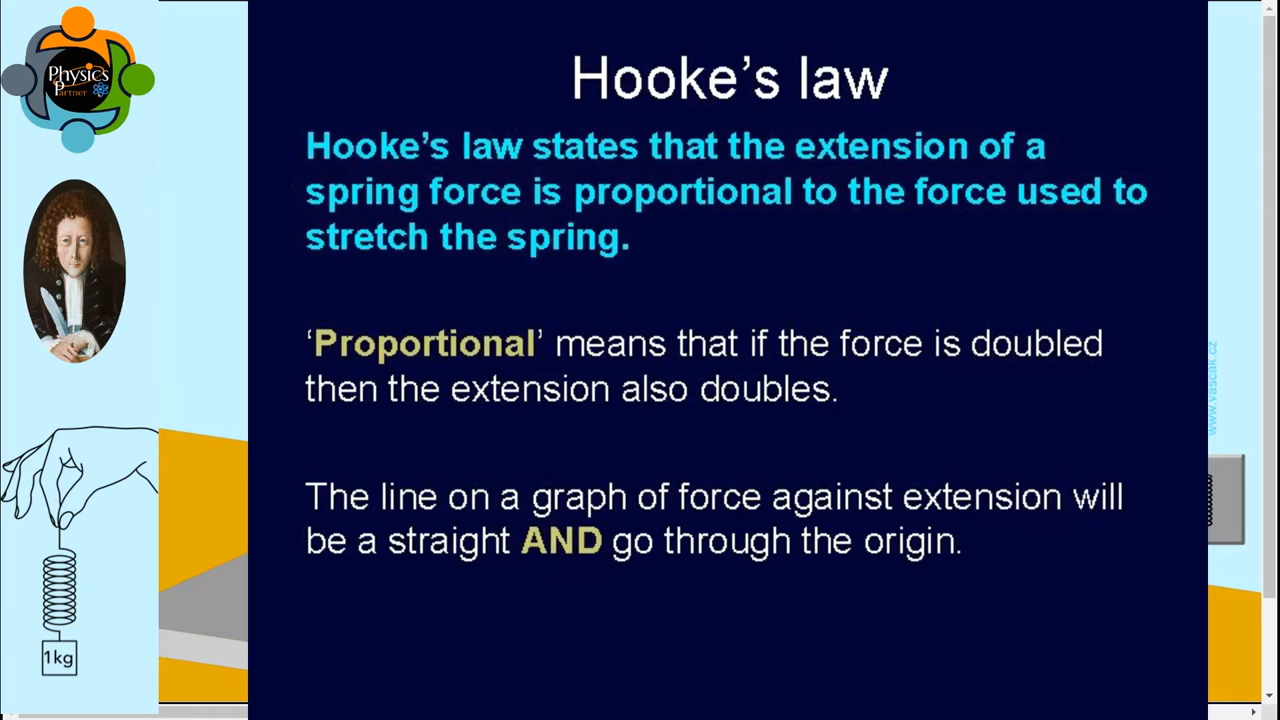 Physics
Partner
Hooke’s law
Hooke’s law states that the extension of a
spring force is proportional to the force used to
stretch the spring.
‘Proportional’ means that if the force is doubled
then the extension also doubles.
The line on a graph of force against extension will
be a straight AND go through the origin.
www.vascak.cz
1kg